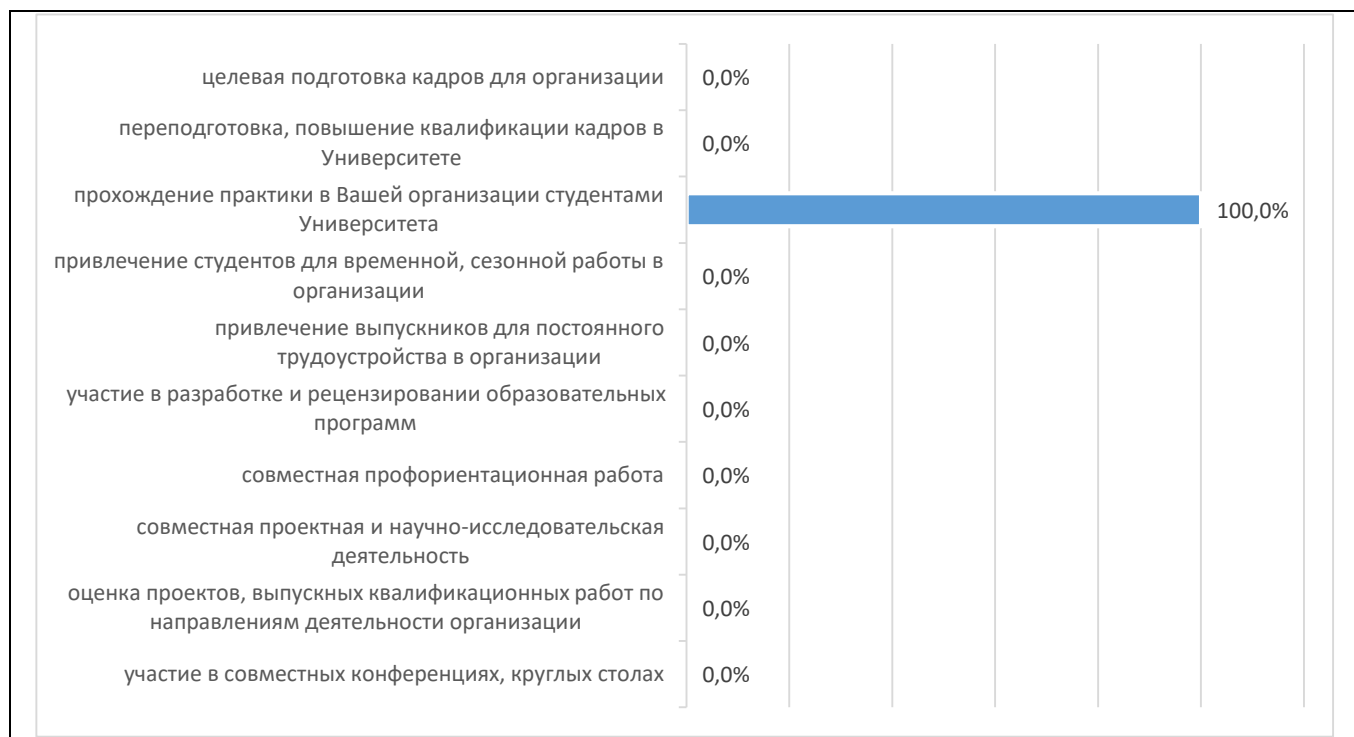 целевая подготовка кадров для организации
0,0%
переподготовка, повышение квалификации кадров в
Университете
0,0%
прохождение практики в Вашей организации студентами
Университета
100,0%
привлечение студентов для временной, сезонной работы в
организации
0,0%
привлечение выпускников для постоянного
трудоустройства в организации
0,0%
участие в разработке и рецензировании образовательных
программ
0,0%
совместная профориентационная работа
0,0%
совместная проектная и научно-исследовательская
деятельность
0,0%
оценка проектов, выпускных квалификационных работ по
направлениям деятельности организации
0,0%
участие в совместных конференциях, круглых столах
0,0%